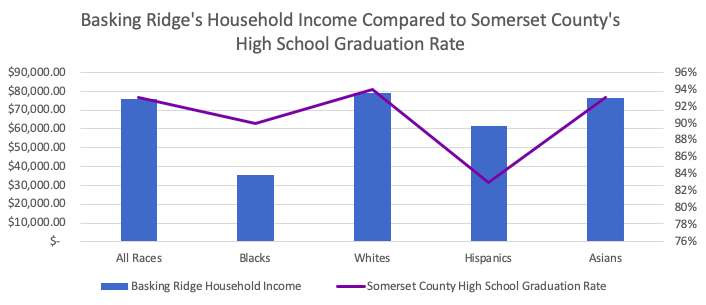 Basking Ridge's Household Income Compared to Somerset County's
High School Graduation Rate
$90,000.00 96%
$80,000.00 94%
$70,000.00 92%
$60,000.00 90%
$50,000.00 88%
$40,000.00 86%
$30,000.00 84%
$20,000.00 82%
$10,000.00 80%
$- 78%
76%
All Races Blacks Whites Hispanics Asians
Basking Ridge Household Income Somerset County High School Graduation Rate